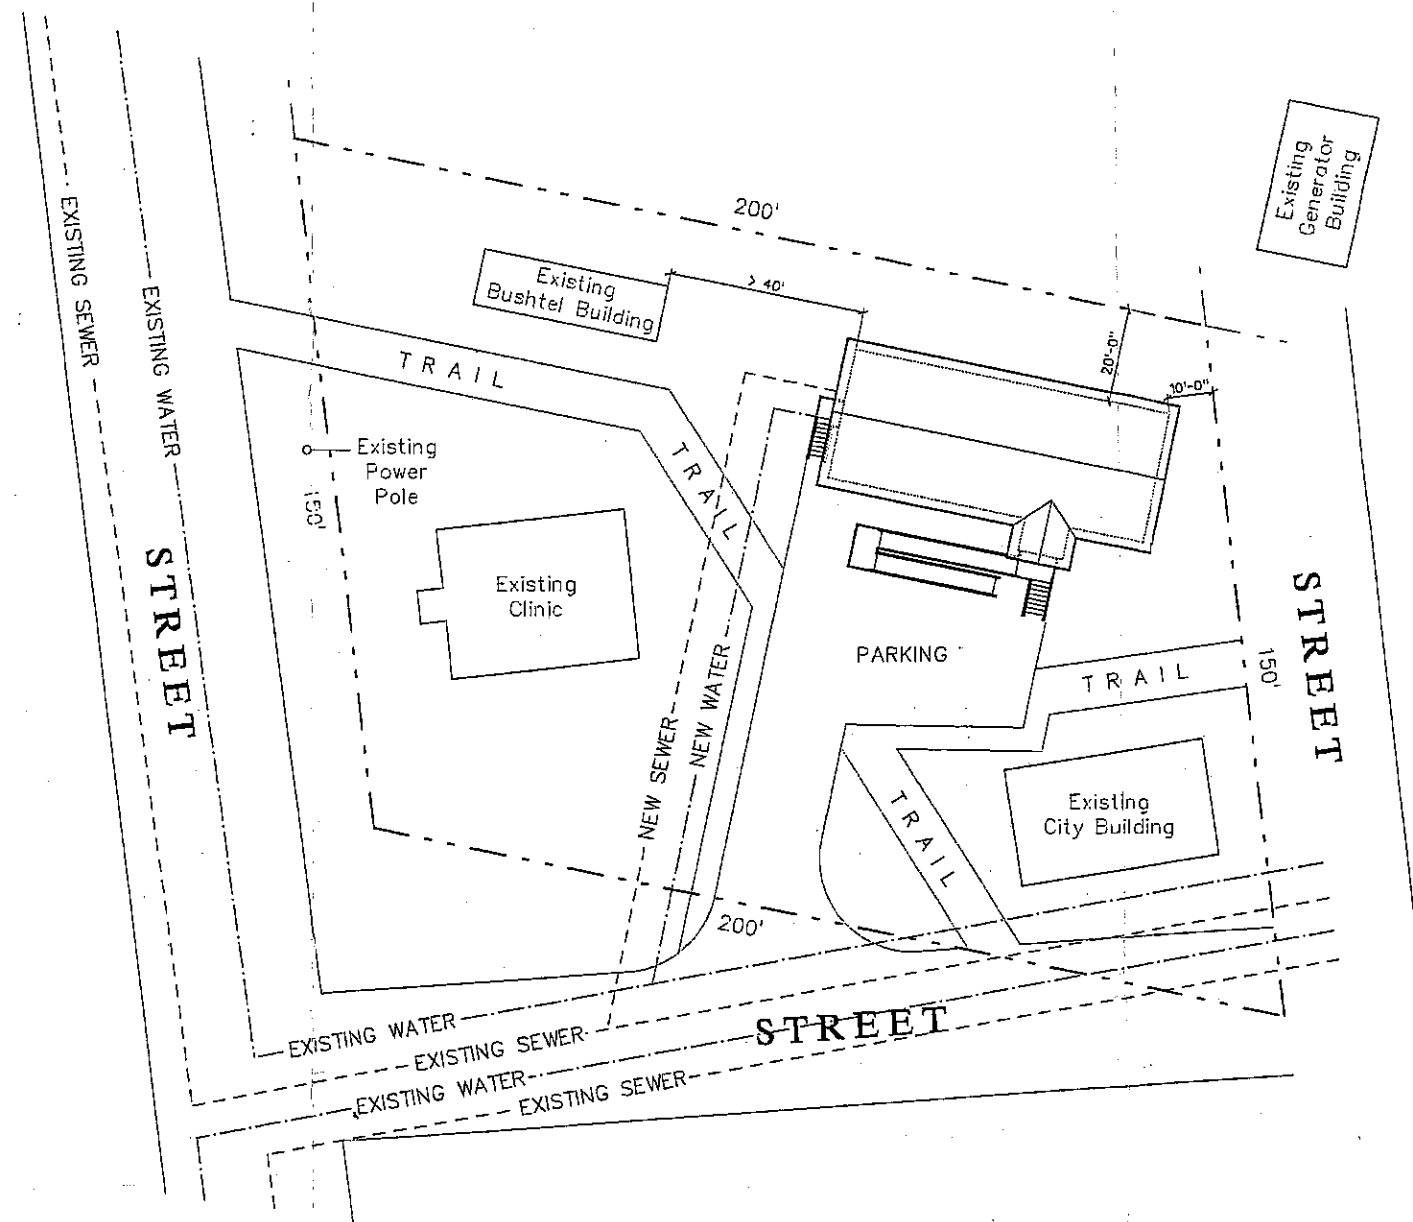 200'
Existing
Generator
Building
Existing
Bushtel Building
> 40'
20'-0"
10'-0"
EXISTING SEWER
EXISTING WATER
TRAIL
TRAIL
Existing
Power
Pole
150'
Existing
Clinic
STREET
STREET
PARKING
TRAIL
150'
NEW SEWER
NEW WATER
Existing
City Building
TRAIL
200'
STREET
EXISTING WATER
EXISTING SEWER
EXISTING WATER
EXISTING SEWER